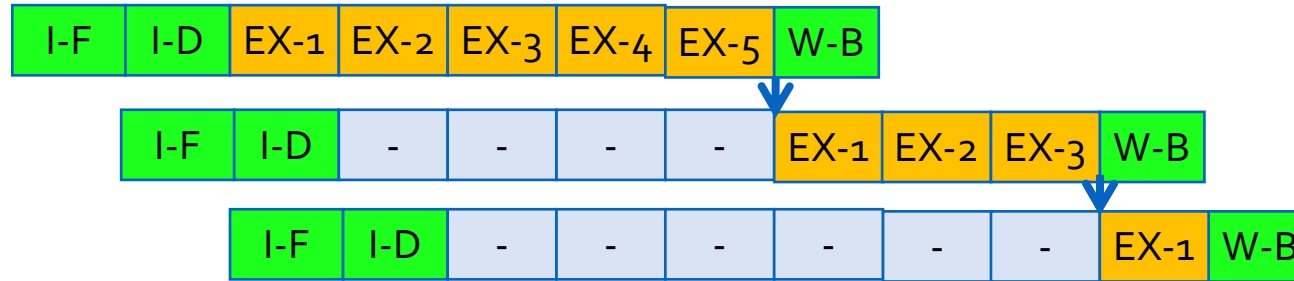 I-F I-D EX-1 EX-2 EX-3 EX-4 EX-5 W-B
I-F I-D - - - - EX-1 EX-2 EX-3 W-B
I-F I-D - - - - - - EX-1 W-B